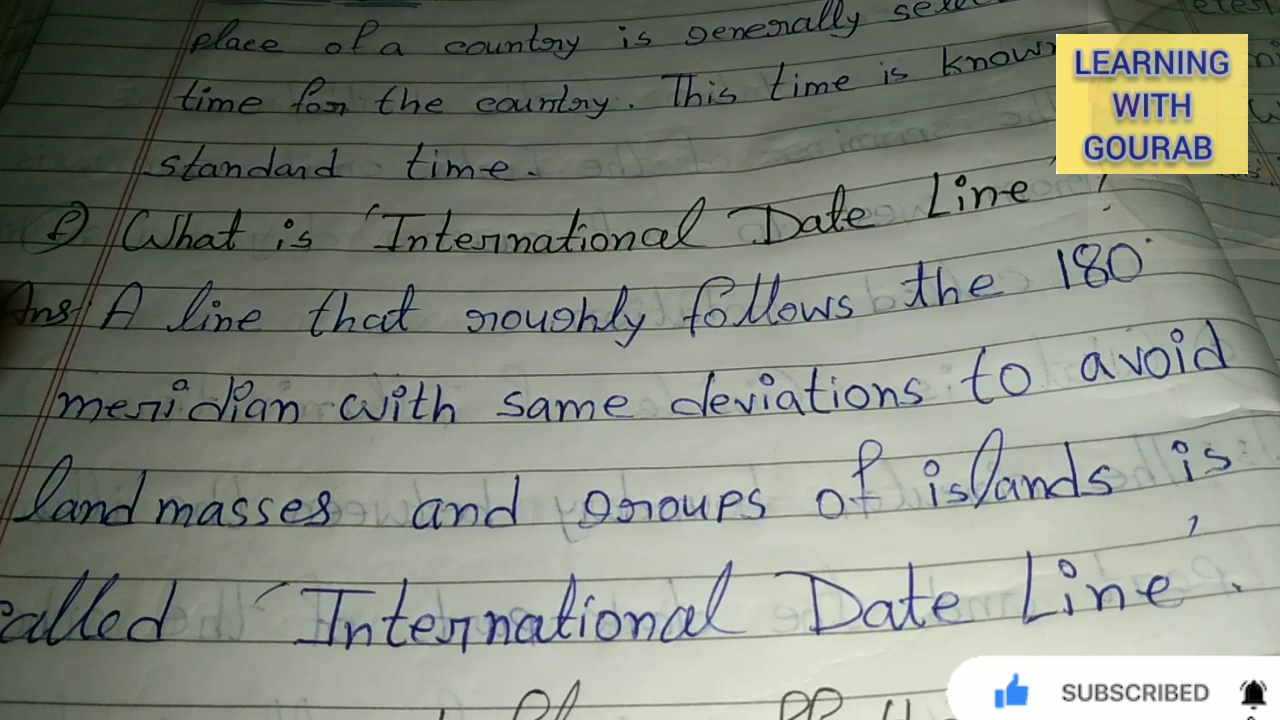 place of a country is generally
time for the country. This time is known
standard time.
f) What is 'International Date Line'?
Ans: A line that roughly follows the 180°
meridian with same deviations to avoid
landmasses and groups of islands is
called 'International Date Line'.
LEARNING
WITH
GOURAB
SUBSCRIBED